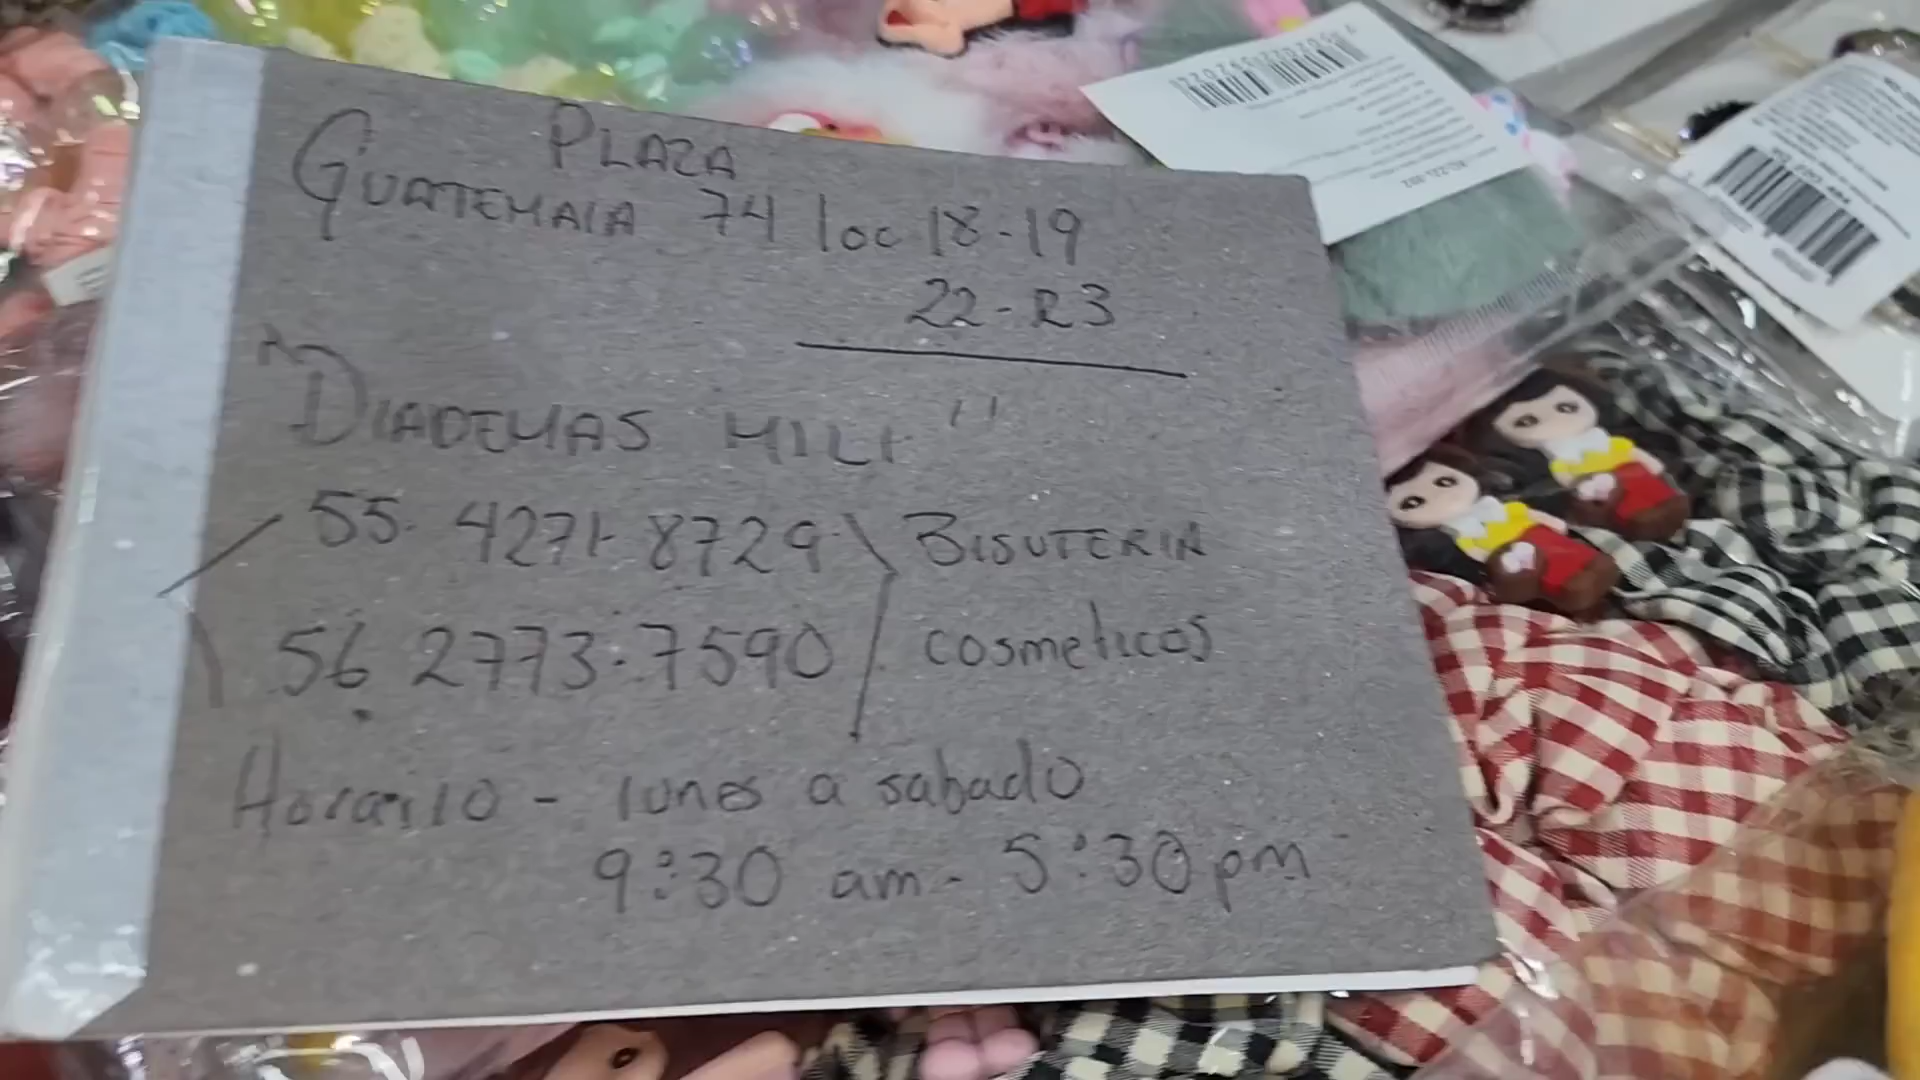 PLAZA
GUATEMALA 74 loc 18-19
22-23
"DIADEMAS MILI"
55. 4271-8729 BISUTERIA
56 2773-7590 cosmeticos
Horario - lunes a sabado
9:30 am - 5:30 pm